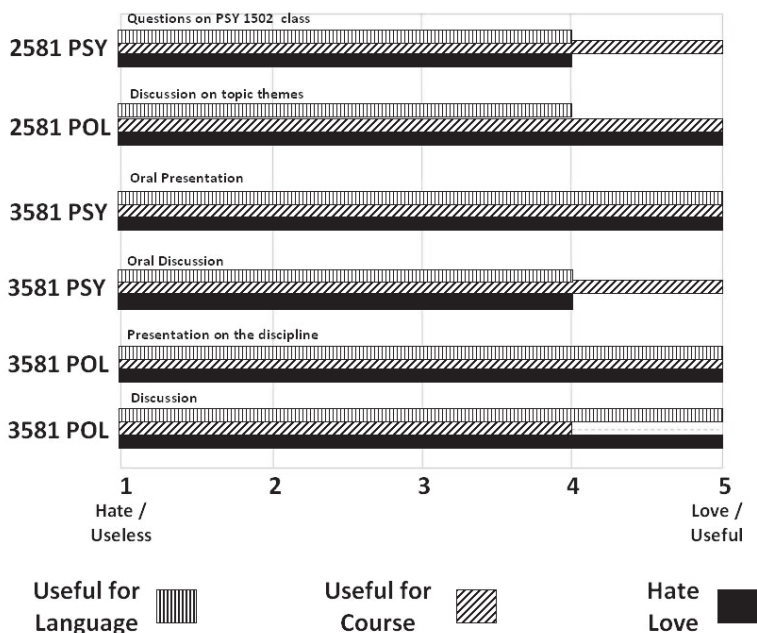 Questions on PSY 1502 class
2581 PSY
Discussion on topic themes
2581 POL
Oral Presentation
3581 PSY
Oral Discussion
3581 PSY
Presentation on the discipline
3581 POL
Discussion
3581 POL
1 2 3 4 5
Hate / Love /
Useless Useful
Useful for Useful for Hate
Language Course Love